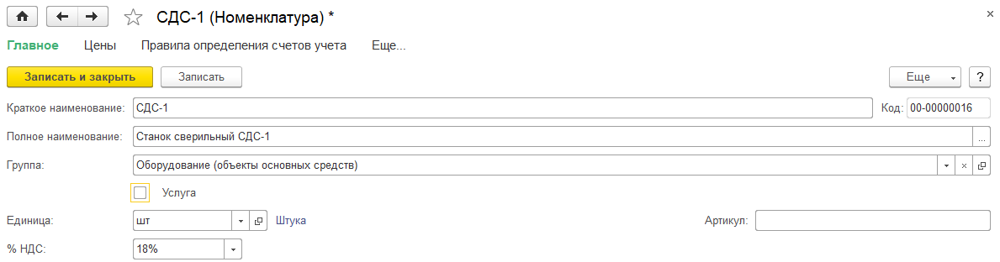 СДС-1 (Номенклатура) *
Главное Цены Правила определения счетов учета Еще...
Записать и закрыть Записать Еще ?
Краткое наименование: СДС-1 Код: 00-00000016
Полное наименование: Станок сверильный СДС-1 ...
Группа: Оборудование (объекты основных средств)
Услуга
Единица: шт Штука Артикул:
% НДС: 18%